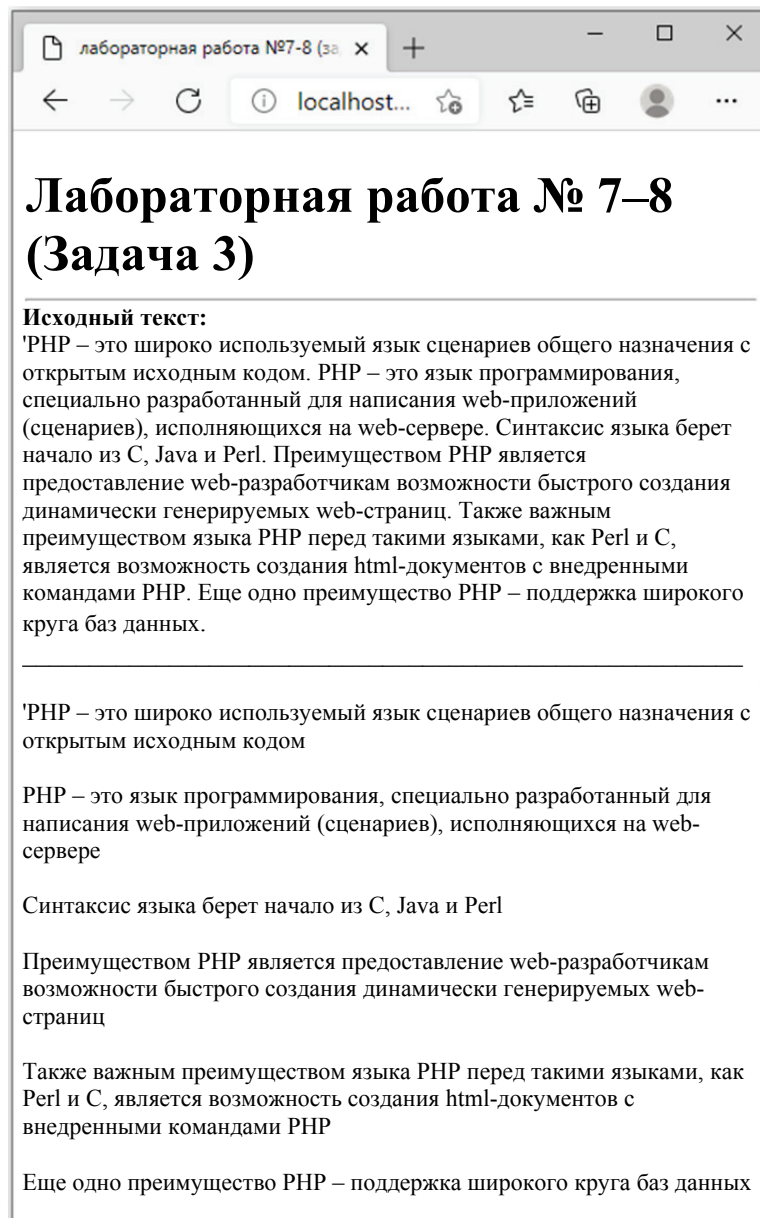 лабораторная работа №7-8 (за
localhost...
Лабораторная работа № 7–8
(Задача 3)
Исходный текст:
'PHP – это широко используемый язык сценариев общего назначения с
открытым исходным кодом. PHP – это язык программирования,
специально разработанный для написания web-приложений
(сценариев), исполняющихся на web-сервере. Синтаксис языка берет
начало из C, Java и Perl. Преимуществом PHP является
предоставление web-разработчикам возможности быстрого создания
динамически генерируемых web-страниц. Также важным
преимуществом языка PHP перед такими языками, как Perl и C,
является возможность создания html-документов с внедренными
командами PHP. Еще одно преимущество PHP – поддержка широкого
круга баз данных.
'PHP – это широко используемый язык сценариев общего назначения с
открытым исходным кодом
PHP – это язык программирования, специально разработанный для
написания web-приложений (сценариев), исполняющихся на web-
сервере
Синтаксис языка берет начало из C, Java и Perl
Преимуществом PHP является предоставление web-разработчикам
возможности быстрого создания динамически генерируемых web-
страниц
Также важным преимуществом языка PHP перед такими языками, как
Perl и C, является возможность создания html-документов с
внедренными командами PHP
Еще одно преимущество PHP – поддержка широкого круга баз данных